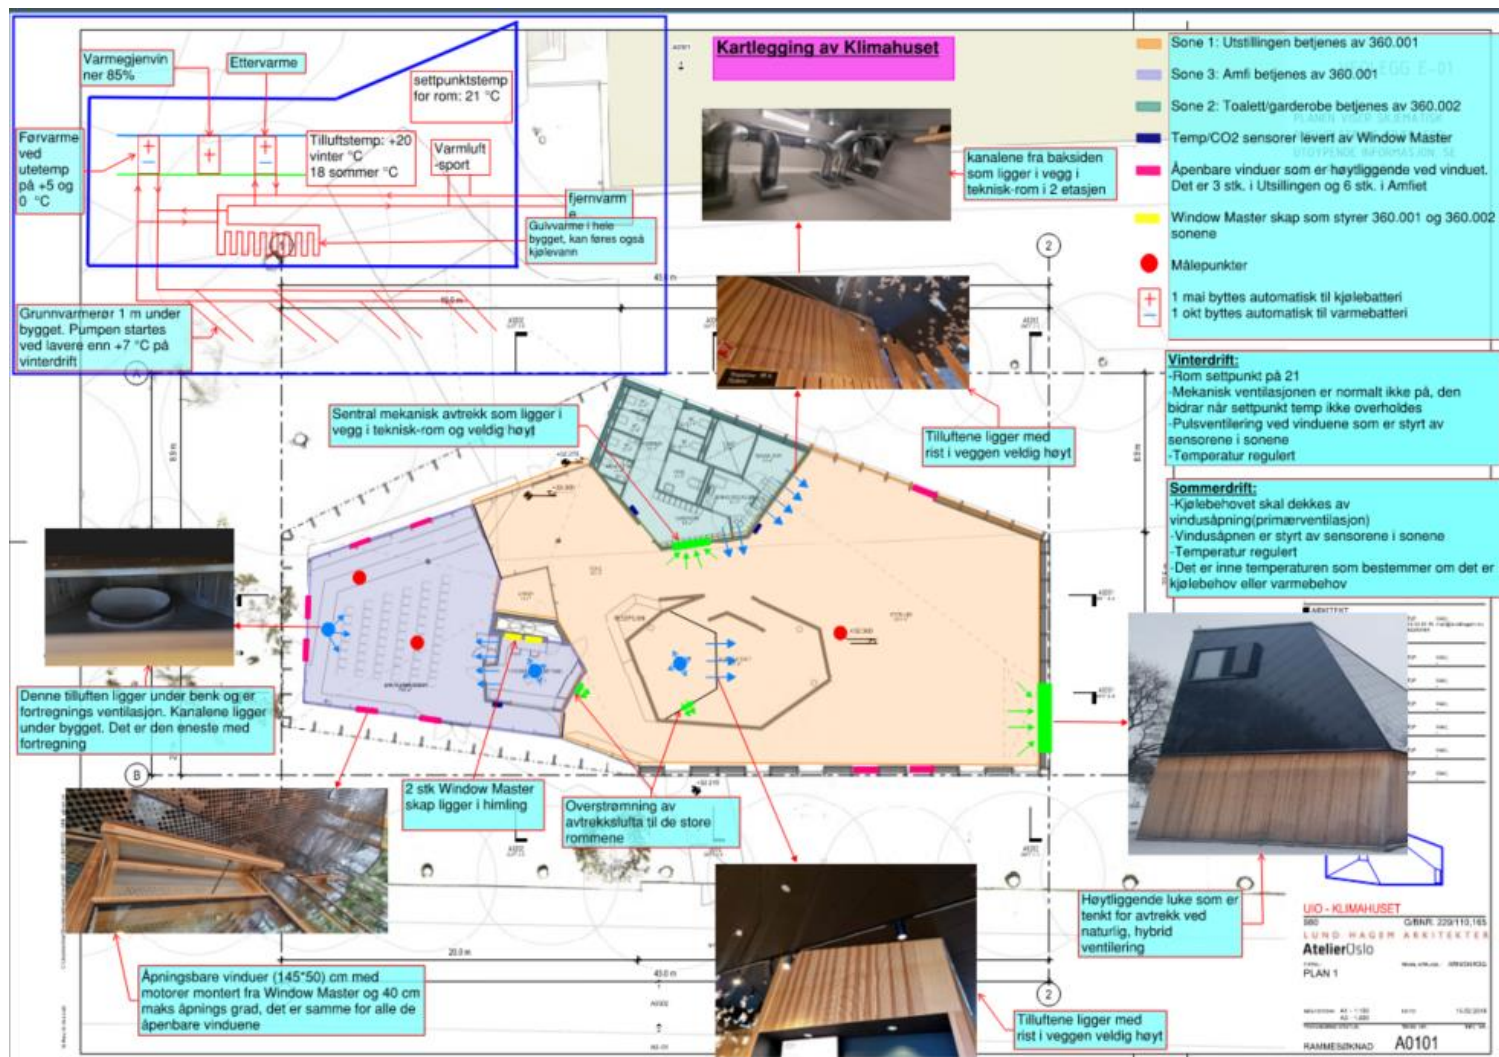 Kartlegging av Klimahuset
Varmegjenvin
ner 85%
Ettervarme
settpunktstemp
for rom: 21 °C
Førvarme
ved
utetemp
på +5 og
0 °C
Tilluftstemp: +20
vinter °C
18 sommer °C
Varmluft
-sport
fjernvarm
e
Gulvvarme i hele
bygget, kan føres også
kjølevann
Grunnvarmerør 1 m under
bygget. Pumpen startes
ved lavere enn +7 °C på
vinterdrift
kanalene fra baksiden
som ligger i vegg i
teknisk-rom i 2 etasjen
Sone 1: Utstillingen betjenes av 360.001
Sone 3: Amfi betjenes av 360.001
Sone 2: Toalett/garderobe betjenes av 360.002
Temp/CO2 sensorer levert av Window Master
Åpenbare vinduer som er høytliggende ved vinduet.
Det er 3 stk. i Utsillingen og 6 stk. i Amfiet
Window Master skap som styrer 360.001 og 360.002
sonene
Målepunkter
1 mai byttes automatisk til kjølebatteri
1 okt byttes automatisk til varmebatteri
Vinterdrift:
-Rom settpunkt på 21
-Mekanisk ventilasjonen er normalt ikke på, den
bidrar når settpunkt temp ikke overholdes
-Pulsventilering ved vinduene som er styrt av
sensorene i sonene
-Temperatur regulert
Sommerdrift:
-Kjølebehovet skal dekkes av
vindusåpning(primærventilasjon)
-Vindusåpnen er styrt av sensorene i sonene
-Temperatur regulert
-Det er inne temperaturen som bestemmer om det er
kjølebehov eller varmebehov
Sentral mekanisk avtrekk som ligger i
vegg i teknisk-rom og veldig høyt
Tilluftene ligger med
rist i veggen veldig høyt
Denne tilluften ligger under benk og er
fortregnings ventilasjon. Kanalene ligger
under bygget. Det er den eneste med
fortregning
2 stk Window Master
skap ligger i himling
Overstrømning av
avtrekkslufta til de store
rommene
Åpningsbare vinduer (145*50) cm med
motorer montert fra Window Master og 40 cm
maks åpnings grad, det er samme for alle de
åpenbare vinduene
Høytliggende luke som er
tenkt for avtrekk ved
naturlig, hybrid
ventilering
Tilluftene ligger med
rist i veggen veldig høyt
20.0 m
43.0 m
A
B
2
2
UIO - KLIMAHUSET
G/BNR. 229/110,165
LUND HAGEM ARKITEKTER
AtelierOslo
PLAN 1
RAMMESØKNAD
A0101